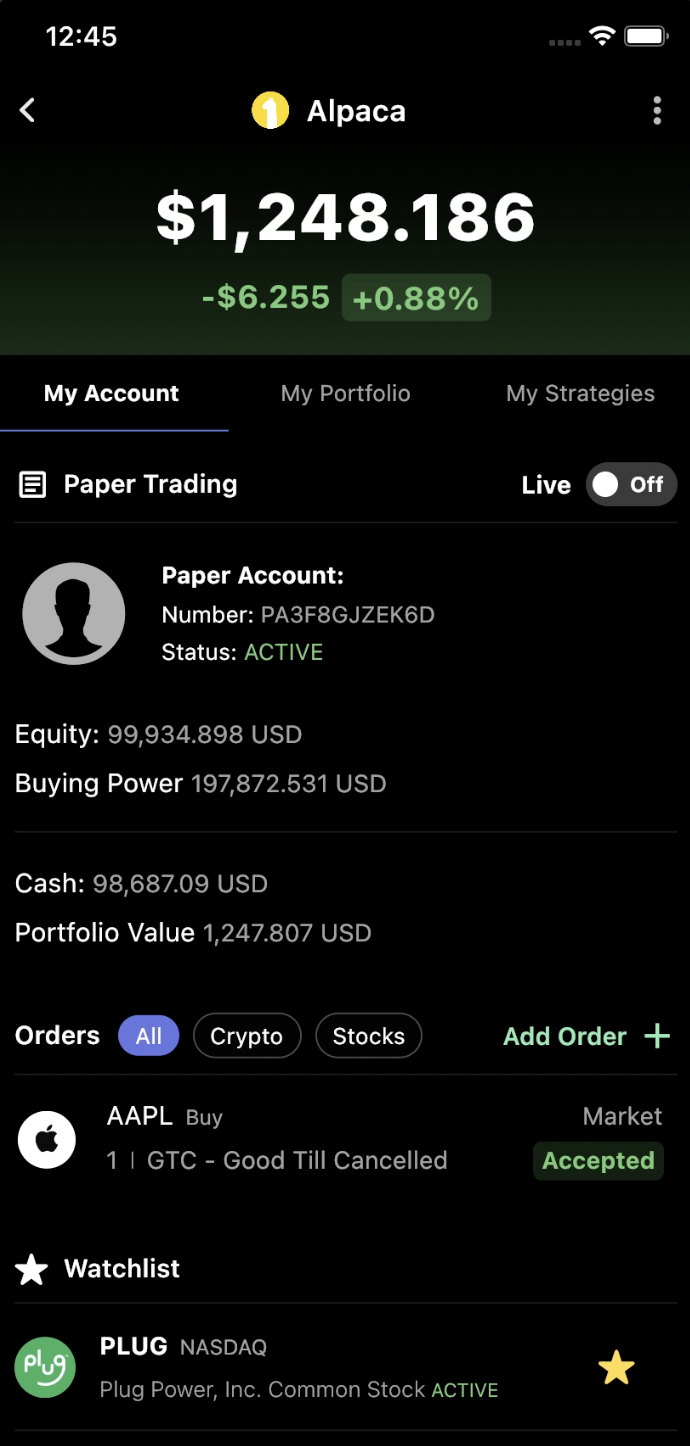 12:45
Alpaca
$1,248.186
-$6.255 +0.88%
My Account My Portfolio My Strategies
Paper Trading Live Off
Paper Account:
Number: PA3F8GJZEK6D
Status: ACTIVE
Equity: 99,934.898 USD
Buying Power 197,872.531 USD
Cash: 98,687.09 USD
Portfolio Value 1,247.807 USD
Orders All Crypto Stocks Add Order +
AAPL Buy Market
1 | GTC - Good Till Cancelled Accepted
Watchlist
PLUG NASDAQ
plug
Plug Power, Inc. Common Stock ACTIVE